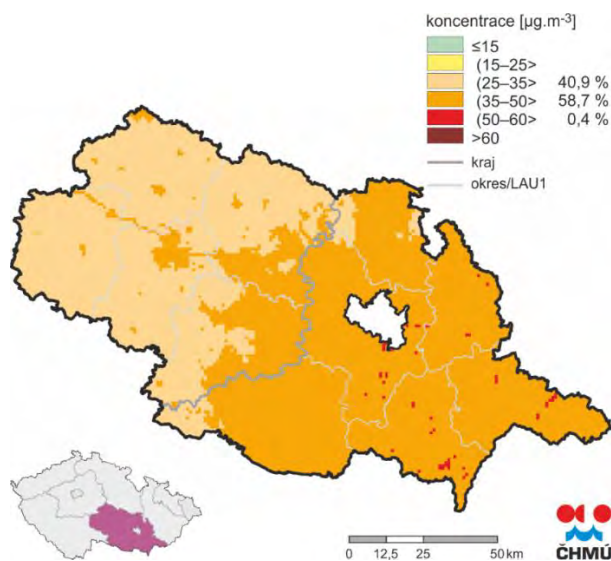 koncentrace [µg.m-³]
≤15
(15–25>
(25–35> 40,9 %
(35–50> 58,7 %
(50–60> 0,4 %
>60
kraj
okres/LAU1
0 12,5 25 50 km
ČHMÚ